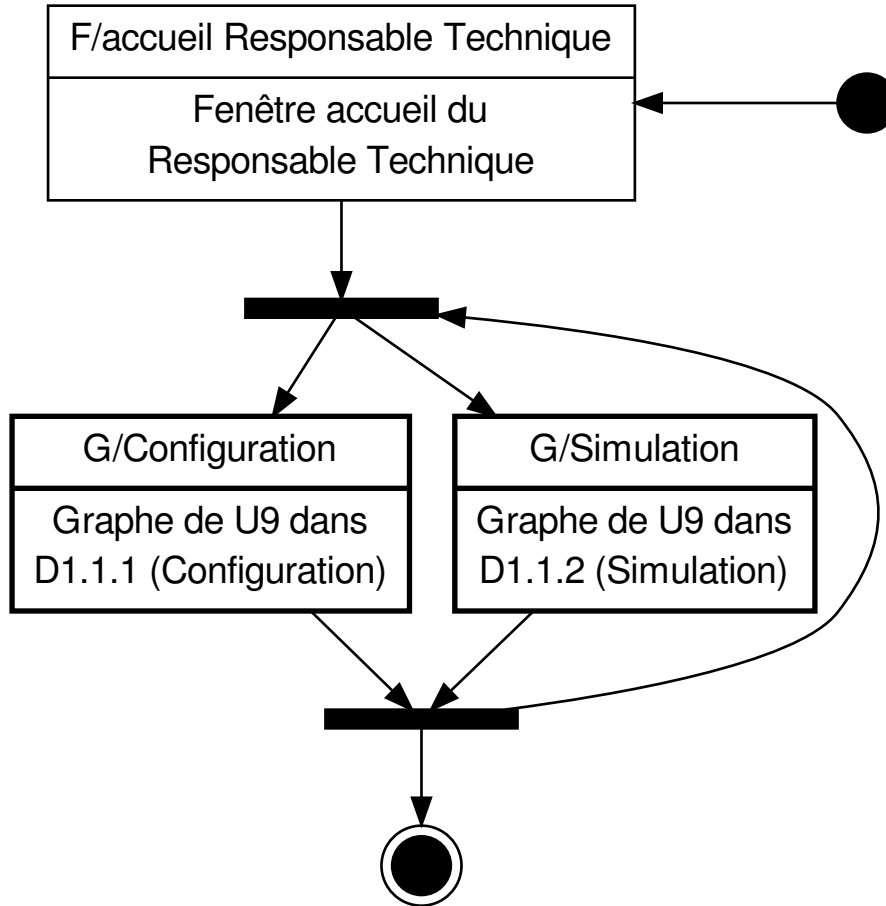 F/accueil Responsable Technique
Fenêtre accueil du
Responsable Technique
G/Configuration
Graphe de U9 dans
D1.1.1 (Configuration)
G/Simulation
Graphe de U9 dans
D1.1.2 (Simulation)